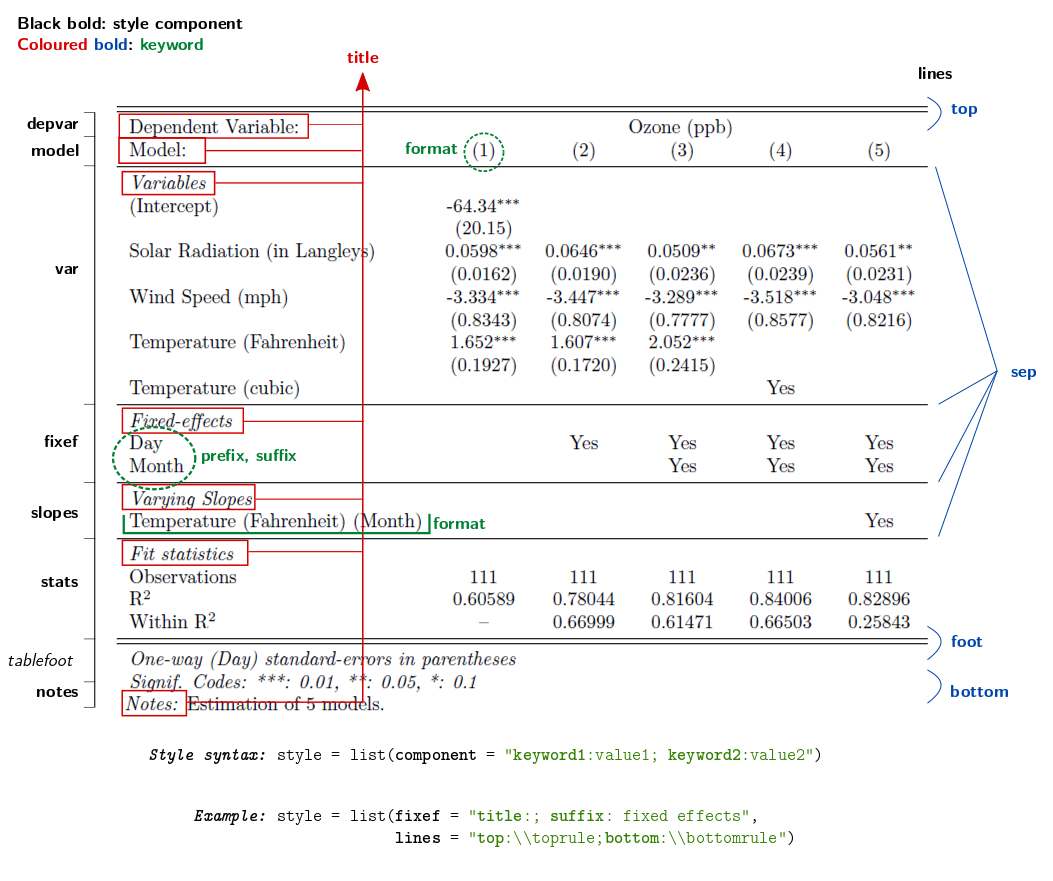 Black bold: style component
Coloured bold: keyword
title
lines
top
depvar Dependent Variable: Ozone (ppb)
model Model: format (1) (2) (3) (4) (5)
Variables
(Intercept) -64.34***
(20.15)
Solar Radiation (in Langleys) 0.0598*** 0.0646*** 0.0509** 0.0673*** 0.0561**
var (0.0162) (0.0190) (0.0236) (0.0239) (0.0231)
Wind Speed (mph) -3.334*** -3.447*** -3.289*** -3.518*** -3.048***
(0.8343) (0.8074) (0.7777) (0.8577) (0.8216)
Temperature (Fahrenheit) 1.652*** 1.607*** 2.052***
(0.1927) (0.1720) (0.2415)
sep
Temperature (cubic) Yes
Fixed-effects
fixef Day Yes Yes Yes Yes
prefix, suffix
Month Yes Yes Yes
Varying Slopes
slopes Temperature (Fahrenheit) (Month) format Yes
Fit statistics
stats Observations 111 111 111 111 111
R² 0.60589 0.78044 0.81604 0.84006 0.82896
Within R² – 0.66999 0.61471 0.66503 0.25843
foot
tablefoot One-way (Day) standard-errors in parentheses
Signif. Codes: ***: 0.01, **: 0.05, *: 0.1
notes Notes: Estimation of 5 models. bottom
Style syntax: style = list(component = "keyword1:value1; keyword2:value2")
Example: style = list(fixef = "title:; suffix: fixed effects",
lines = "top:\\toprule;bottom:\\bottomrule")